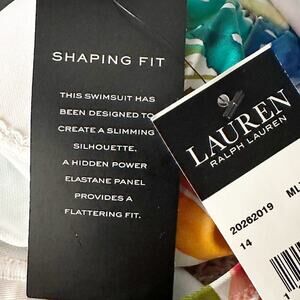 SHAPING FIT
THIS SWIMSUIT HAS
BEEN DESIGNED TO
CREATE A SLIMMING
SILHOUETTE.
A HIDDEN POWER
ELASTANE PANEL
PROVIDES A
FLATTERING FIT.
LAUREN
RALPH LAUREN
20262019
14